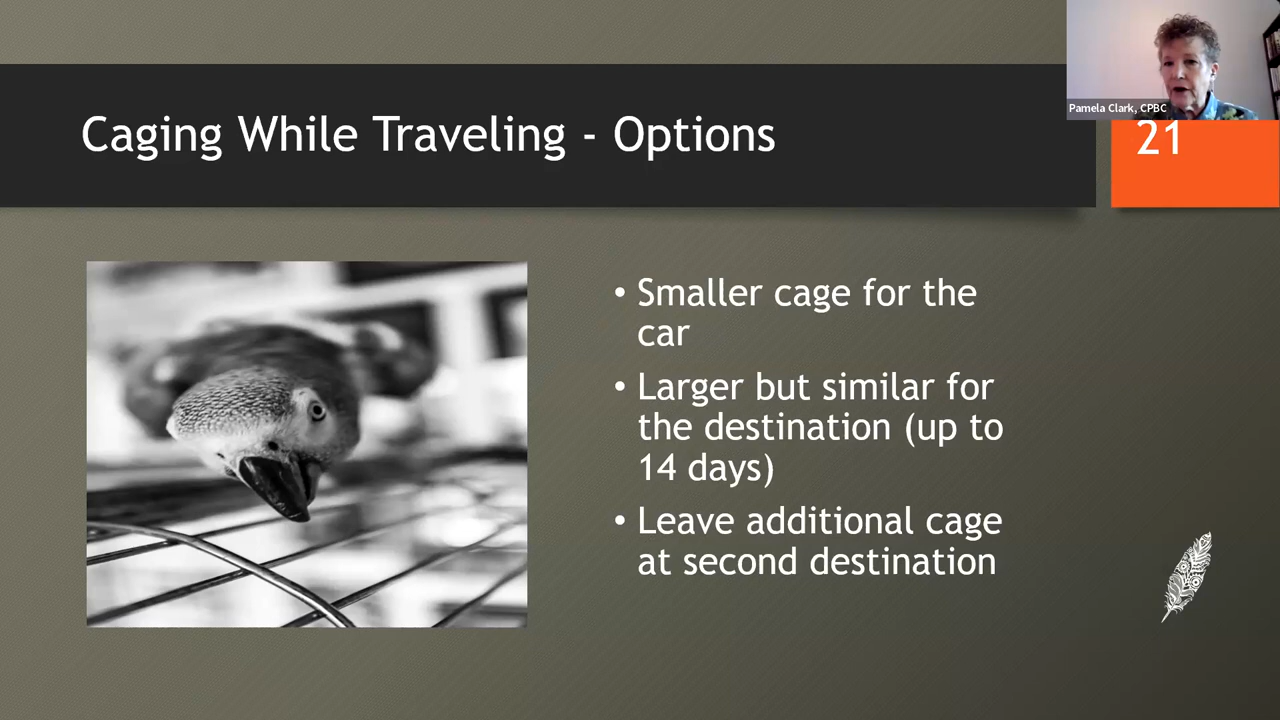 Caging While Traveling - Options
Pamela Clark, CPBC
21
• Smaller cage for the
car
• Larger but similar for
the destination (up to
14 days)
• Leave additional cage
at second destination